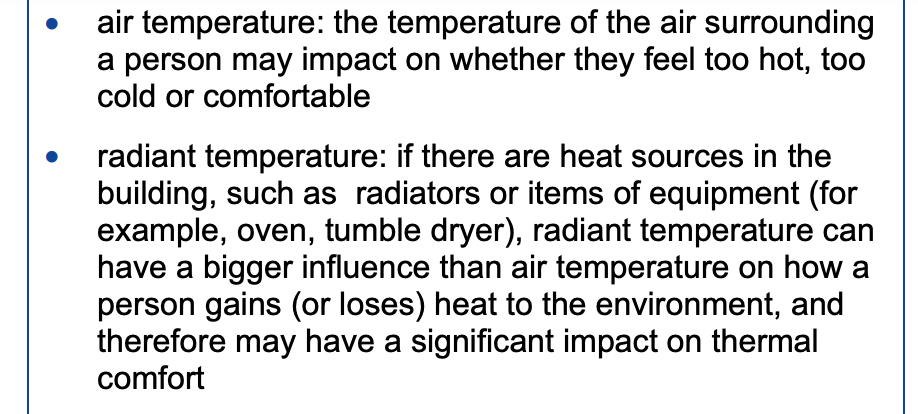 • air temperature: the temperature of the air surrounding
a person may impact on whether they feel too hot, too
cold or comfortable
• radiant temperature: if there are heat sources in the
building, such as  radiators or items of equipment (for
example, oven, tumble dryer), radiant temperature can
have a bigger influence than air temperature on how a
person gains (or loses) heat to the environment, and
therefore may have a significant impact on thermal
comfort